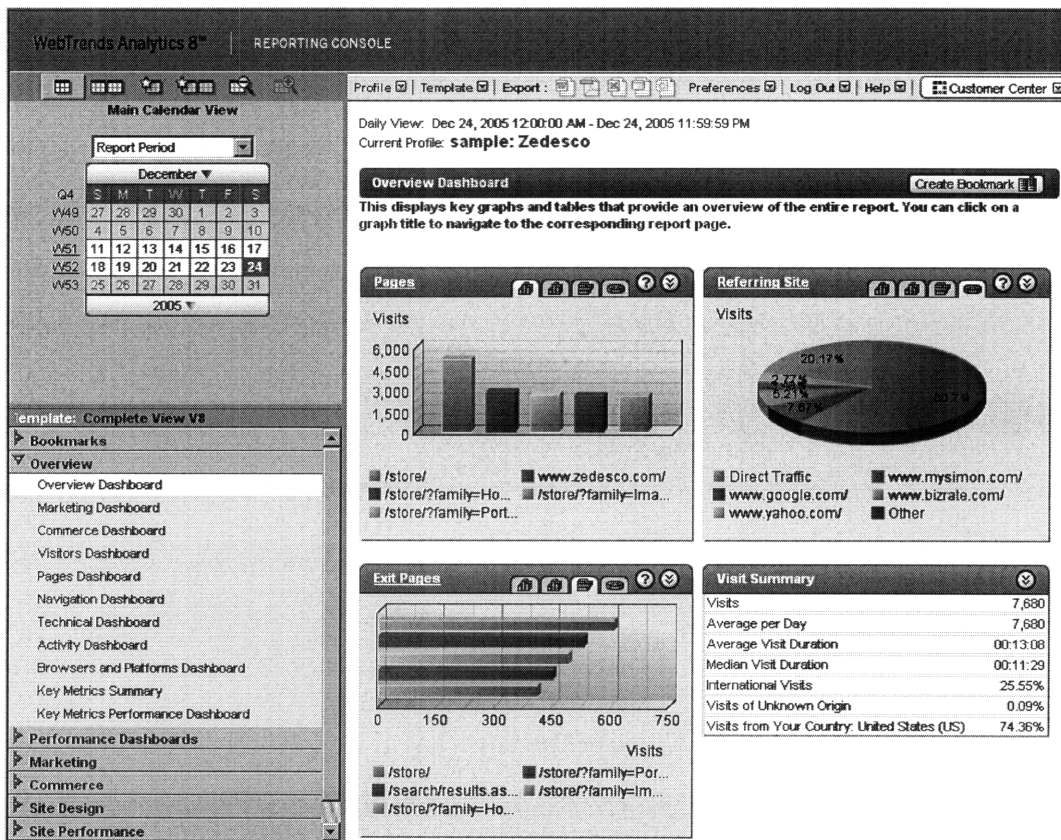 WebTrends Analytics 8™ REPORTING CONSOLE
Profile | Template | Export : Preferences | Log Out | Help | Customer Center
Main Calendar View
Report Period
December
Q4 S M T W T F S
W49 27 28 29 30 1 2 3
W50 4 5 6 7 8 9 10
W51 11 12 13 14 15 16 17
W52 18 19 20 21 22 23 24
W53 25 26 27 28 29 30 31
2005
Template: Complete View V8
Bookmarks
Overview
Overview Dashboard
Marketing Dashboard
Commerce Dashboard
Visitors Dashboard
Pages Dashboard
Navigation Dashboard
Technical Dashboard
Activity Dashboard
Browsers and Platforms Dashboard
Key Metrics Summary
Key Metrics Performance Dashboard
Performance Dashboards
Marketing
Commerce
Site Design
Site Performance
Daily View: Dec 24, 2005 12:00:00 AM - Dec 24, 2005 11:59:59 PM
Current Profile: sample: Zedesco
Overview Dashboard Create Bookmark
This displays key graphs and tables that provide an overview of the entire report. You can click on a
graph title to navigate to the corresponding report page.
Pages ?
Visits
6,000
4,500
3,000
1,500
0
/store/ www.zedesco.com/
/store/?family=Ho... /store/?family=Ima...
/store/?family=Port...
Referring Site ?
Visits
20.17%
2.77%
5.21%
7.67%
Direct Traffic www.mysimon.com/
www.google.com/ www.bizrate.com/
www.yahoo.com/ Other
Exit Pages ?
0 150 300 450 600 750
Visits
/store/ /store/?family=Por...
/search/results.as... /store/?family=Im...
/store/?family=Ho...
Visit Summary
Visits 7,680
Average per Day 7,680
Average Visit Duration 00:13:08
Median Visit Duration 00:11:29
International Visits 25.55%
Visits of Unknown Origin 0.09%
Visits from Your Country: United States (US) 74.36%